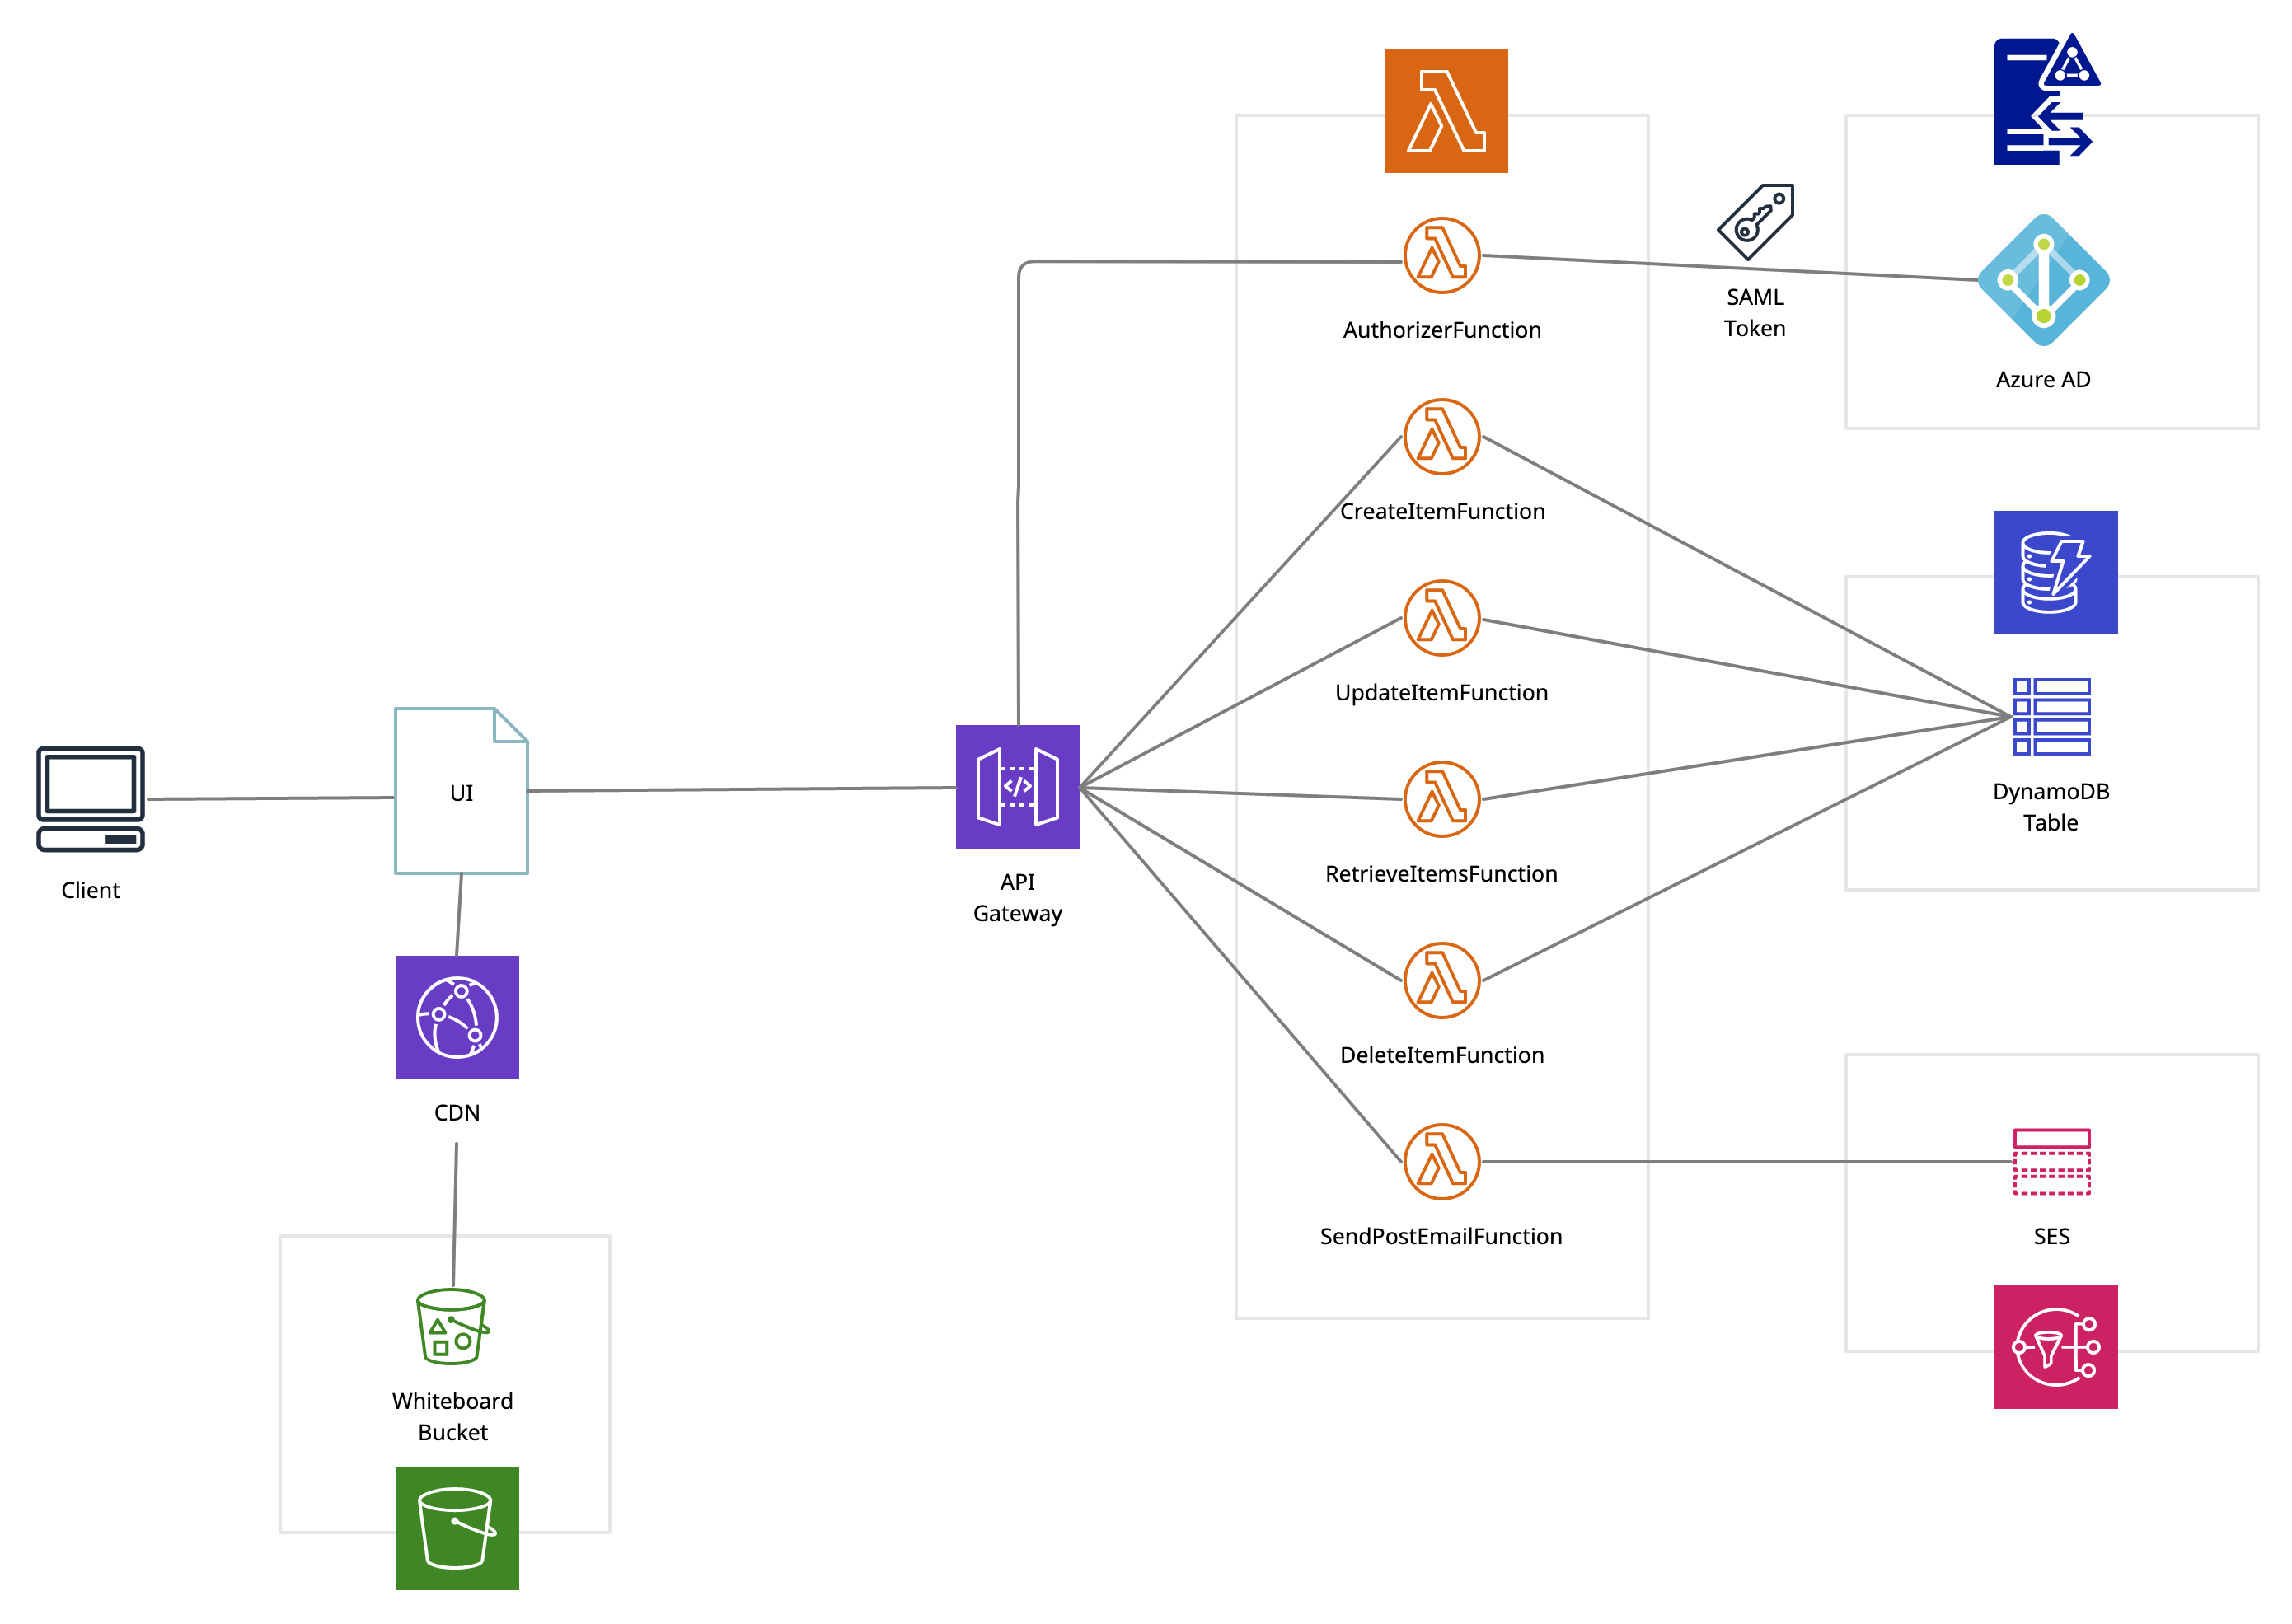 SAML
Token
AuthorizerFunction
Azure AD
CreateItemFunction
UpdateItemFunction
UI
DynamoDB
Table
RetrieveItemsFunction
Client
API
Gateway
DeleteItemFunction
CDN
SendPostEmailFunction
SES
Whiteboard
Bucket